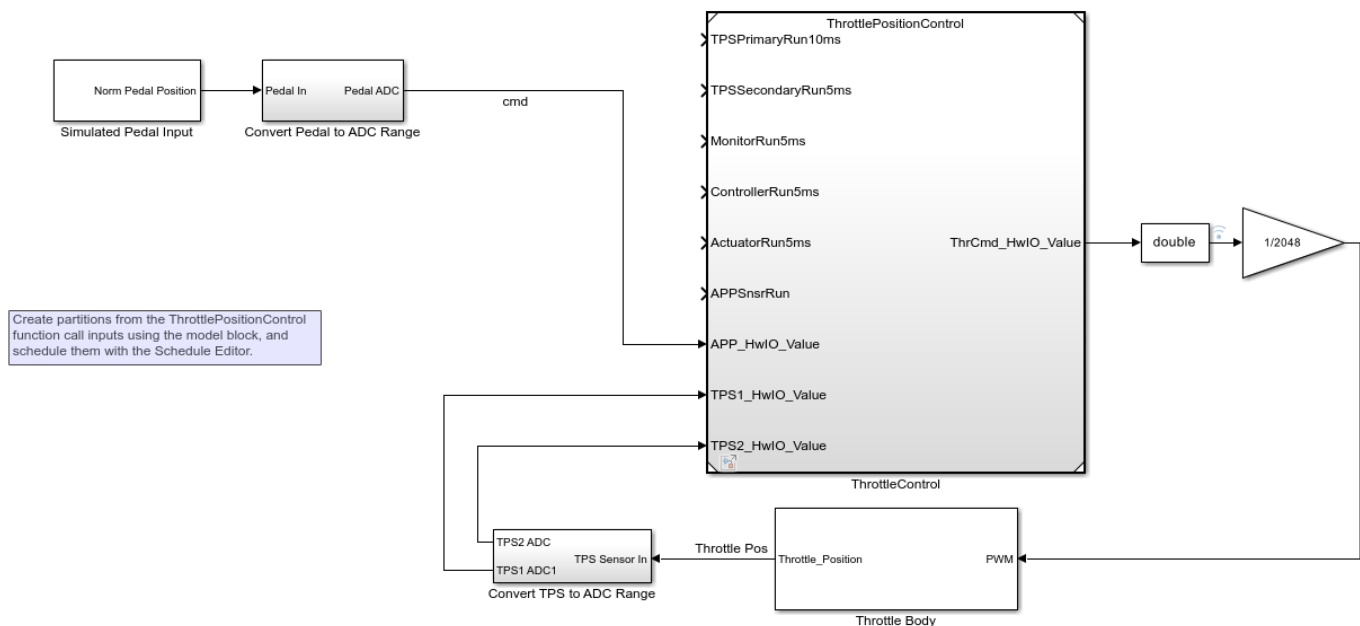 ThrottlePositionControl
TPSPrimaryRun10ms
Norm Pedal Position
Pedal In
Pedal ADC
TPSSecondaryRun5ms
cmd
Simulated Pedal Input
Convert Pedal to ADC Range
MonitorRun5ms
ControllerRun5ms
ActuatorRun5ms
ThrCmd_HwIO_Value
double
1/2048
APPSnsrRun
Create partitions from the ThrottlePositionControl
function call inputs using the model block, and
schedule them with the Schedule Editor.
APP_HwIO_Value
TPS1_HwIO_Value
TPS2_HwIO_Value
ThrottleControl
TPS2 ADC
TPS1 ADC1
TPS Sensor In
Throttle Pos
Throttle_Position
PWM
Convert TPS to ADC Range
Throttle Body